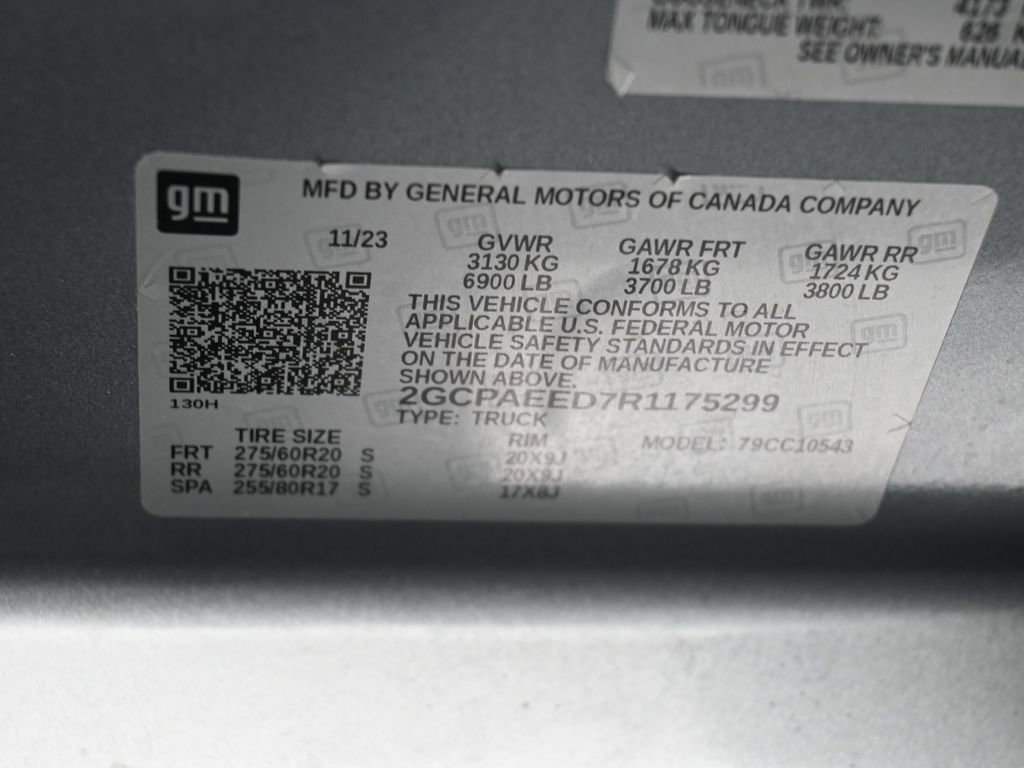 MAX TONGUE WEIGHT:
SEE OWNER'S MANUAL
gm
MFD BY GENERAL MOTORS OF CANADA COMPANY
11/23
GVWR GAWR FRT GAWR RR
3130 KG 1678 KG 1724 KG
6900 LB 3700 LB 3800 LB
THIS VEHICLE CONFORMS TO ALL
APPLICABLE U.S. FEDERAL MOTOR
VEHICLE SAFETY STANDARDS IN EFFECT
ON THE DATE OF MANUFACTURE
SHOWN ABOVE.
130H
2GCPAEED7R1175299
TYPE: TRUCK
TIRE SIZE RIM MODEL: 79CC10543
FRT 275/60R20 S 20X9J
RR 275/60R20 S 20X9J
SPA 255/80R17 S 17X8J